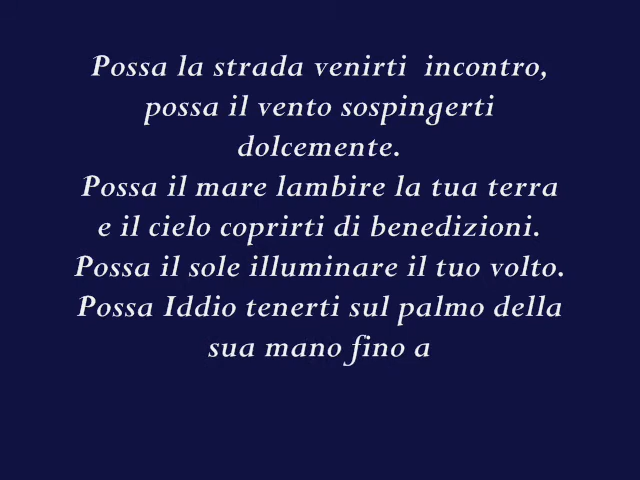 Possa la strada venirti incontro,
possa il vento sospingerti
dolcemente.
Possa il mare lambire la tua terra
e il cielo coprirti di benedizioni.
Possa il sole illuminare il tuo volto.
Possa Iddio tenerti sul palmo della
sua mano fino a